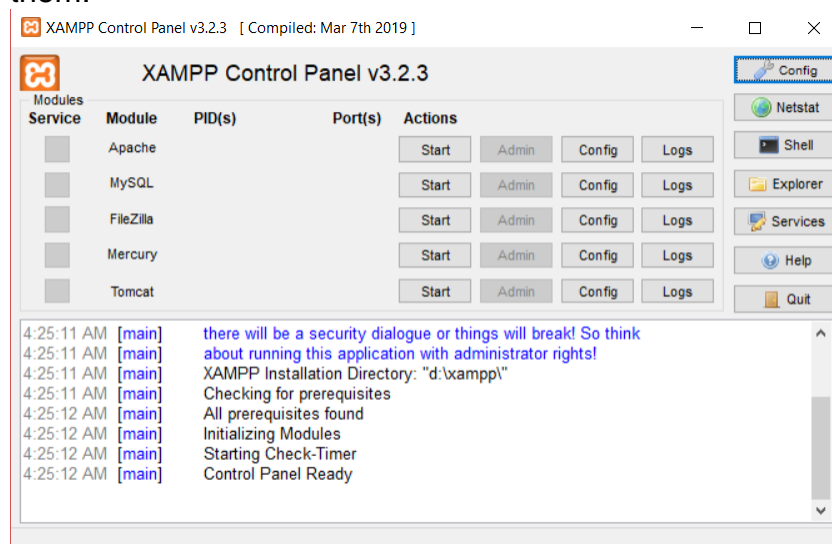 them.
XAMPP Control Panel v3.2.3 [ Compiled: Mar 7th 2019 ]
XAMPP Control Panel v3.2.3
Config
Modules
Service Module PID(s) Port(s) Actions
Netstat
Apache Start Admin Config Logs
Shell
MySQL Start Admin Config Logs
Explorer
FileZilla Start Admin Config Logs
Services
Mercury Start Admin Config Logs
Help
Tomcat Start Admin Config Logs
Quit
4:25:11 AM [main] there will be a security dialogue or things will break! So think
4:25:11 AM [main] about running this application with administrator rights!
4:25:11 AM [main] XAMPP Installation Directory: "d:\xampp\"
4:25:11 AM [main] Checking for prerequisites
4:25:12 AM [main] All prerequisites found
4:25:12 AM [main] Initializing Modules
4:25:12 AM [main] Starting Check-Timer
4:25:12 AM [main] Control Panel Ready